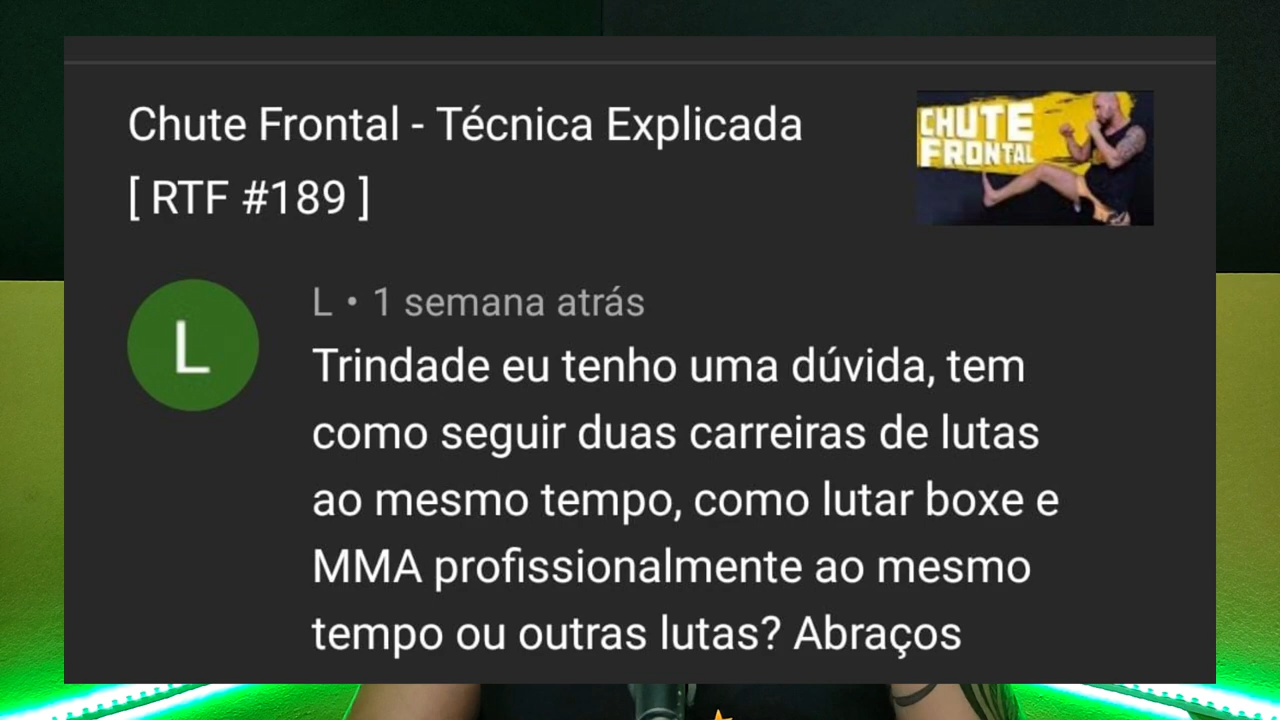 Chute Frontal - Técnica Explicada
[ RTF #189 ]
CHUTE
FRONTAL
L
L • 1 semana atrás
Trindade eu tenho uma dúvida, tem
como seguir duas carreiras de lutas
ao mesmo tempo, como lutar boxe e
MMA profissionalmente ao mesmo
tempo ou outras lutas? Abraços